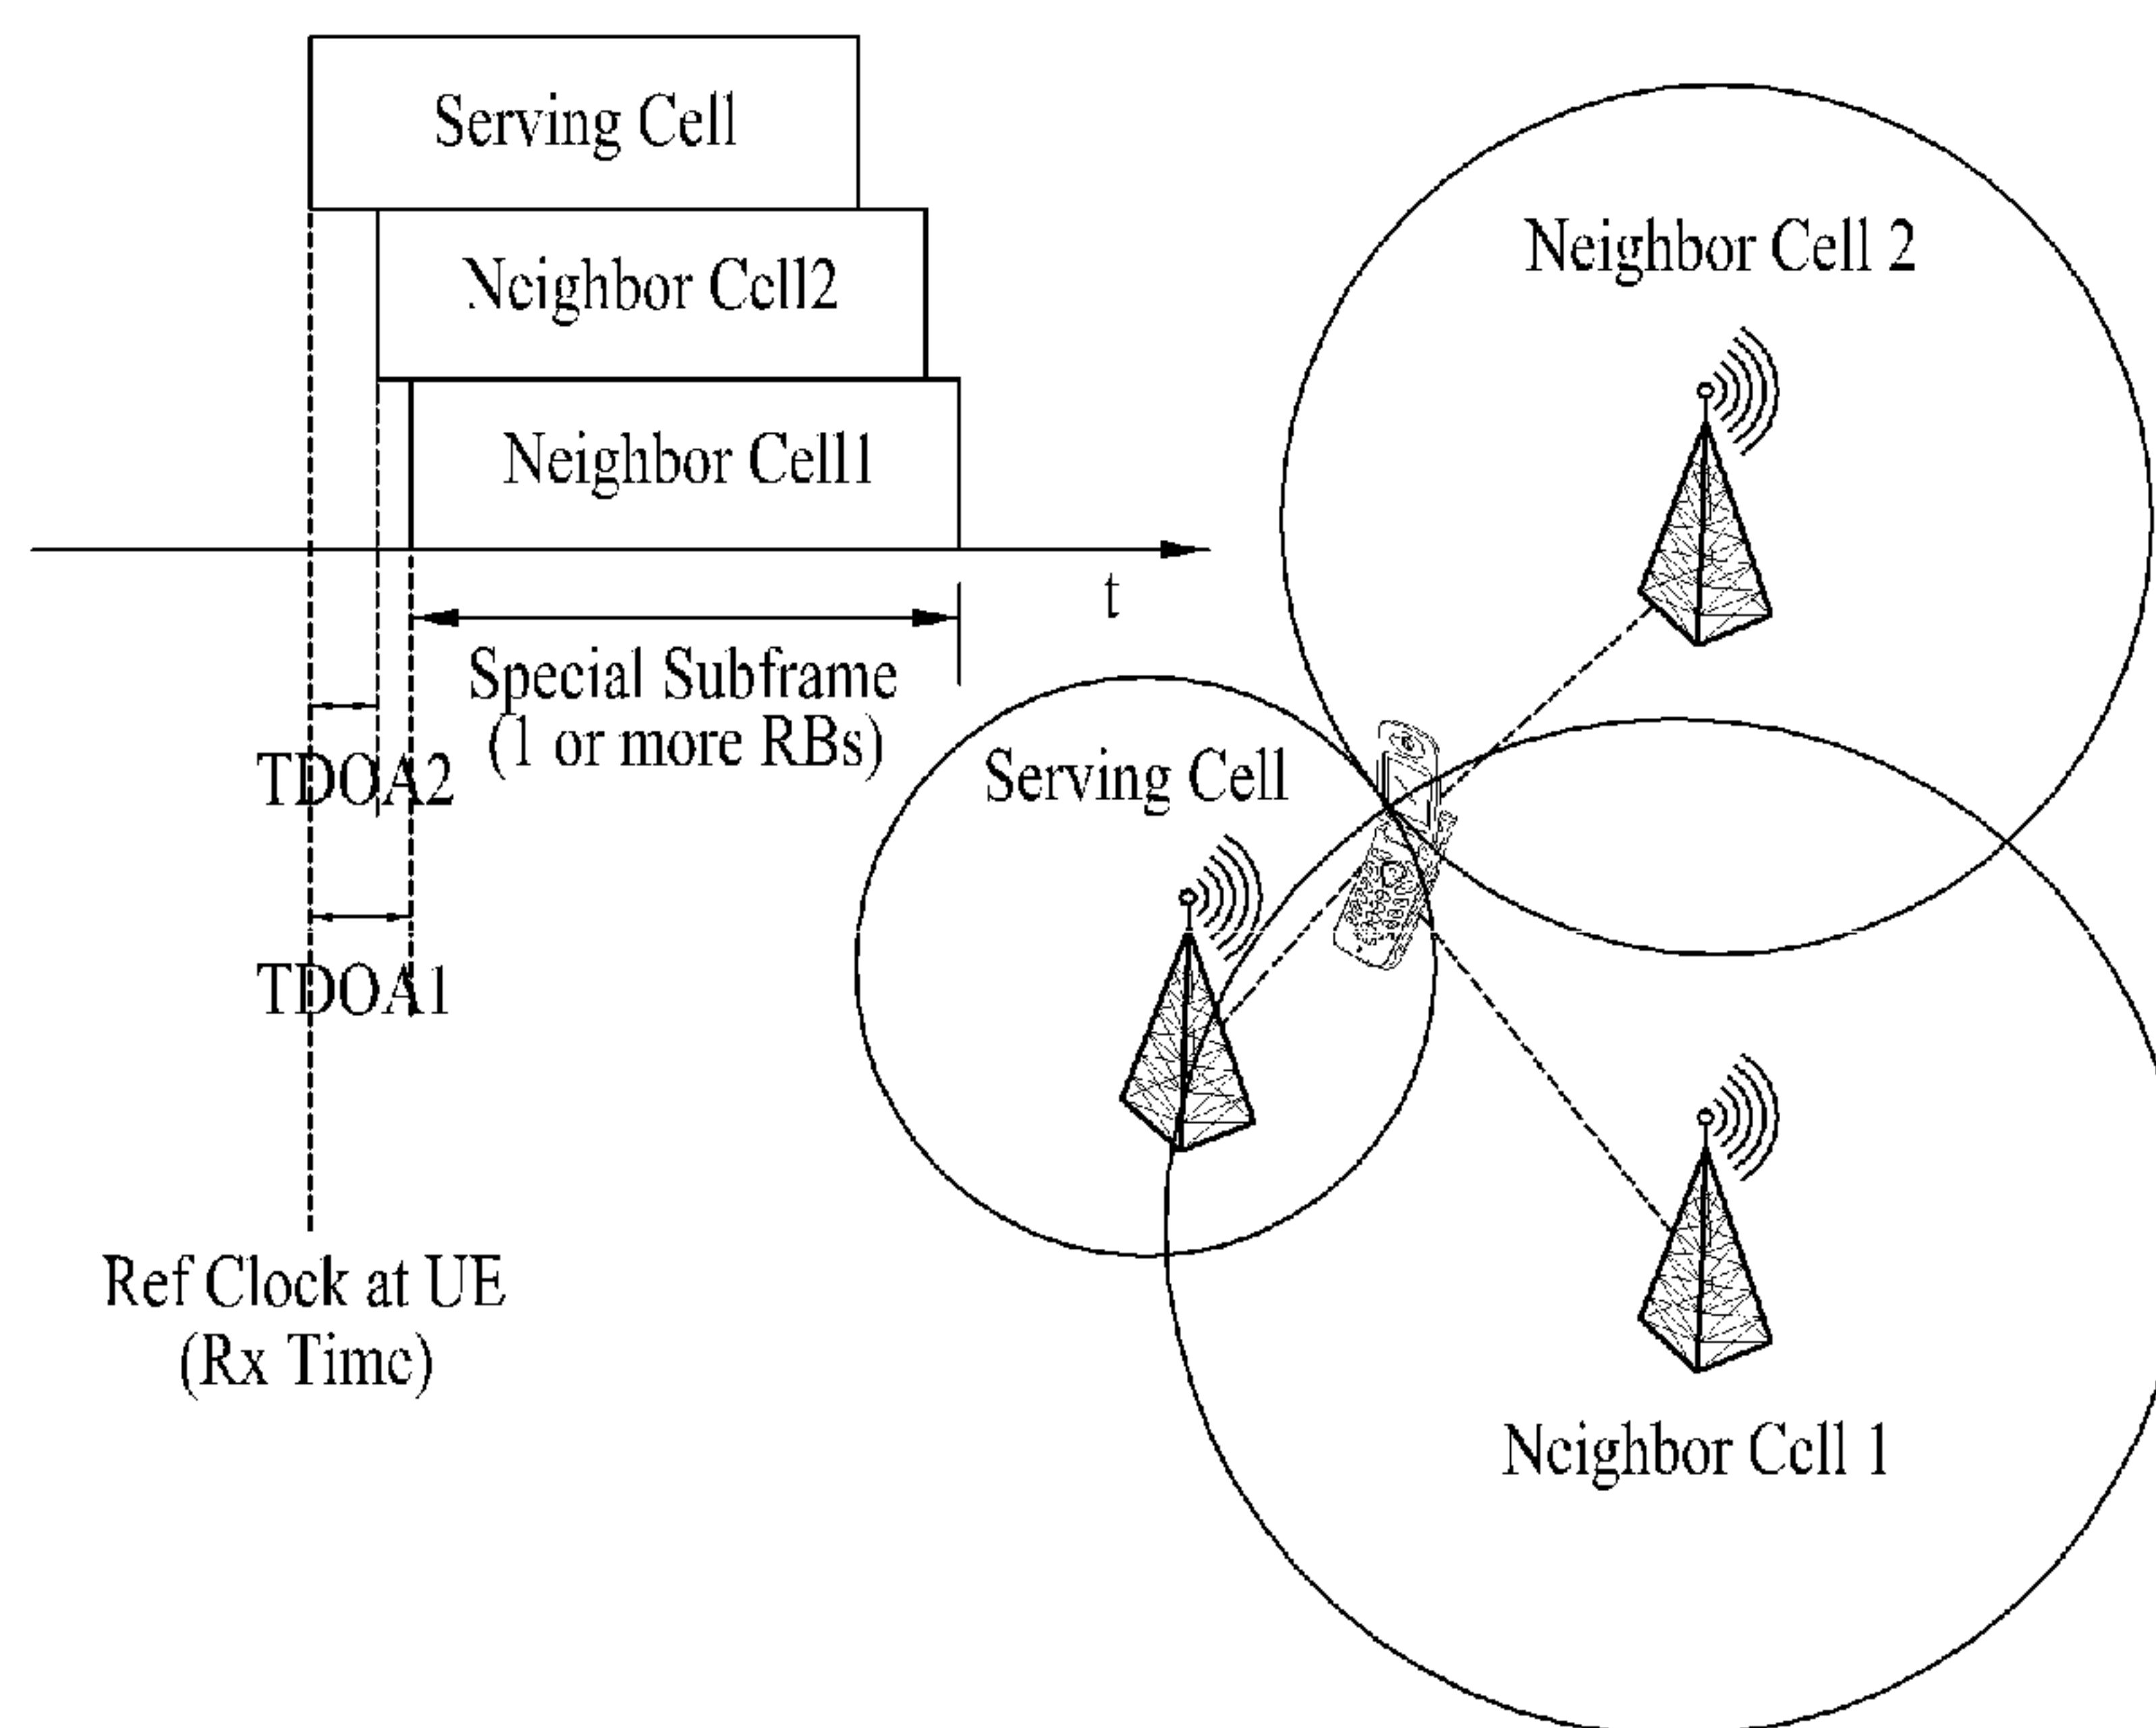 Serving Cell
Neighbor Cell2
Neighbor Cell1
t
Special Subframe
(1 or more RBs)
TDOA2
TDOA1
Ref Clock at UE
(Rx Time)
Neighbor Cell 2
Serving Cell
Neighbor Cell 1